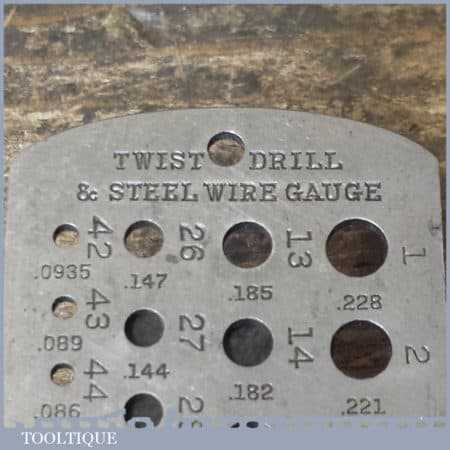 TWIST DRILL
& STEEL WIRE GAUGE
42 26 13 1
.0935 .147 .185 .228
43 27 14 2
.089 .144 .182 .221
44
.086
TOOLTIQUE